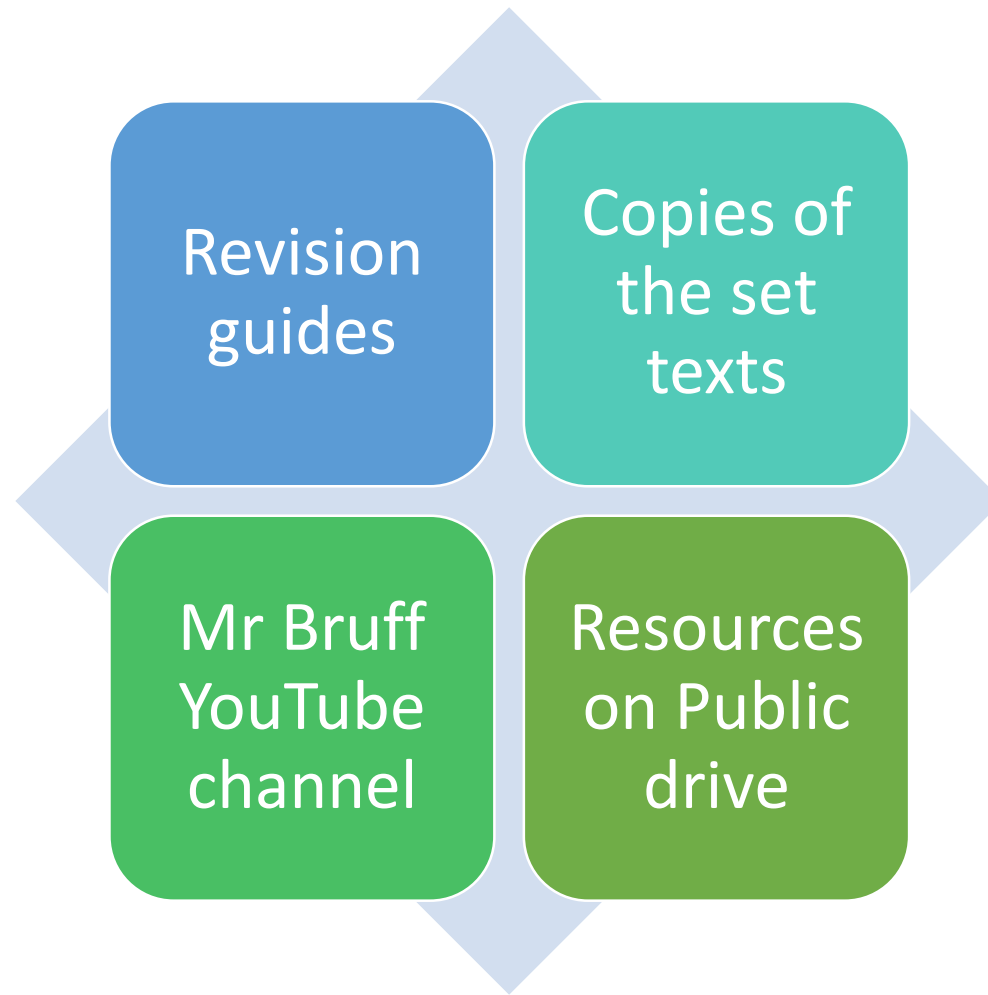 Revision
guides
Copies of
the set
texts
Mr Bruff
YouTube
channel
Resources
on Public
drive